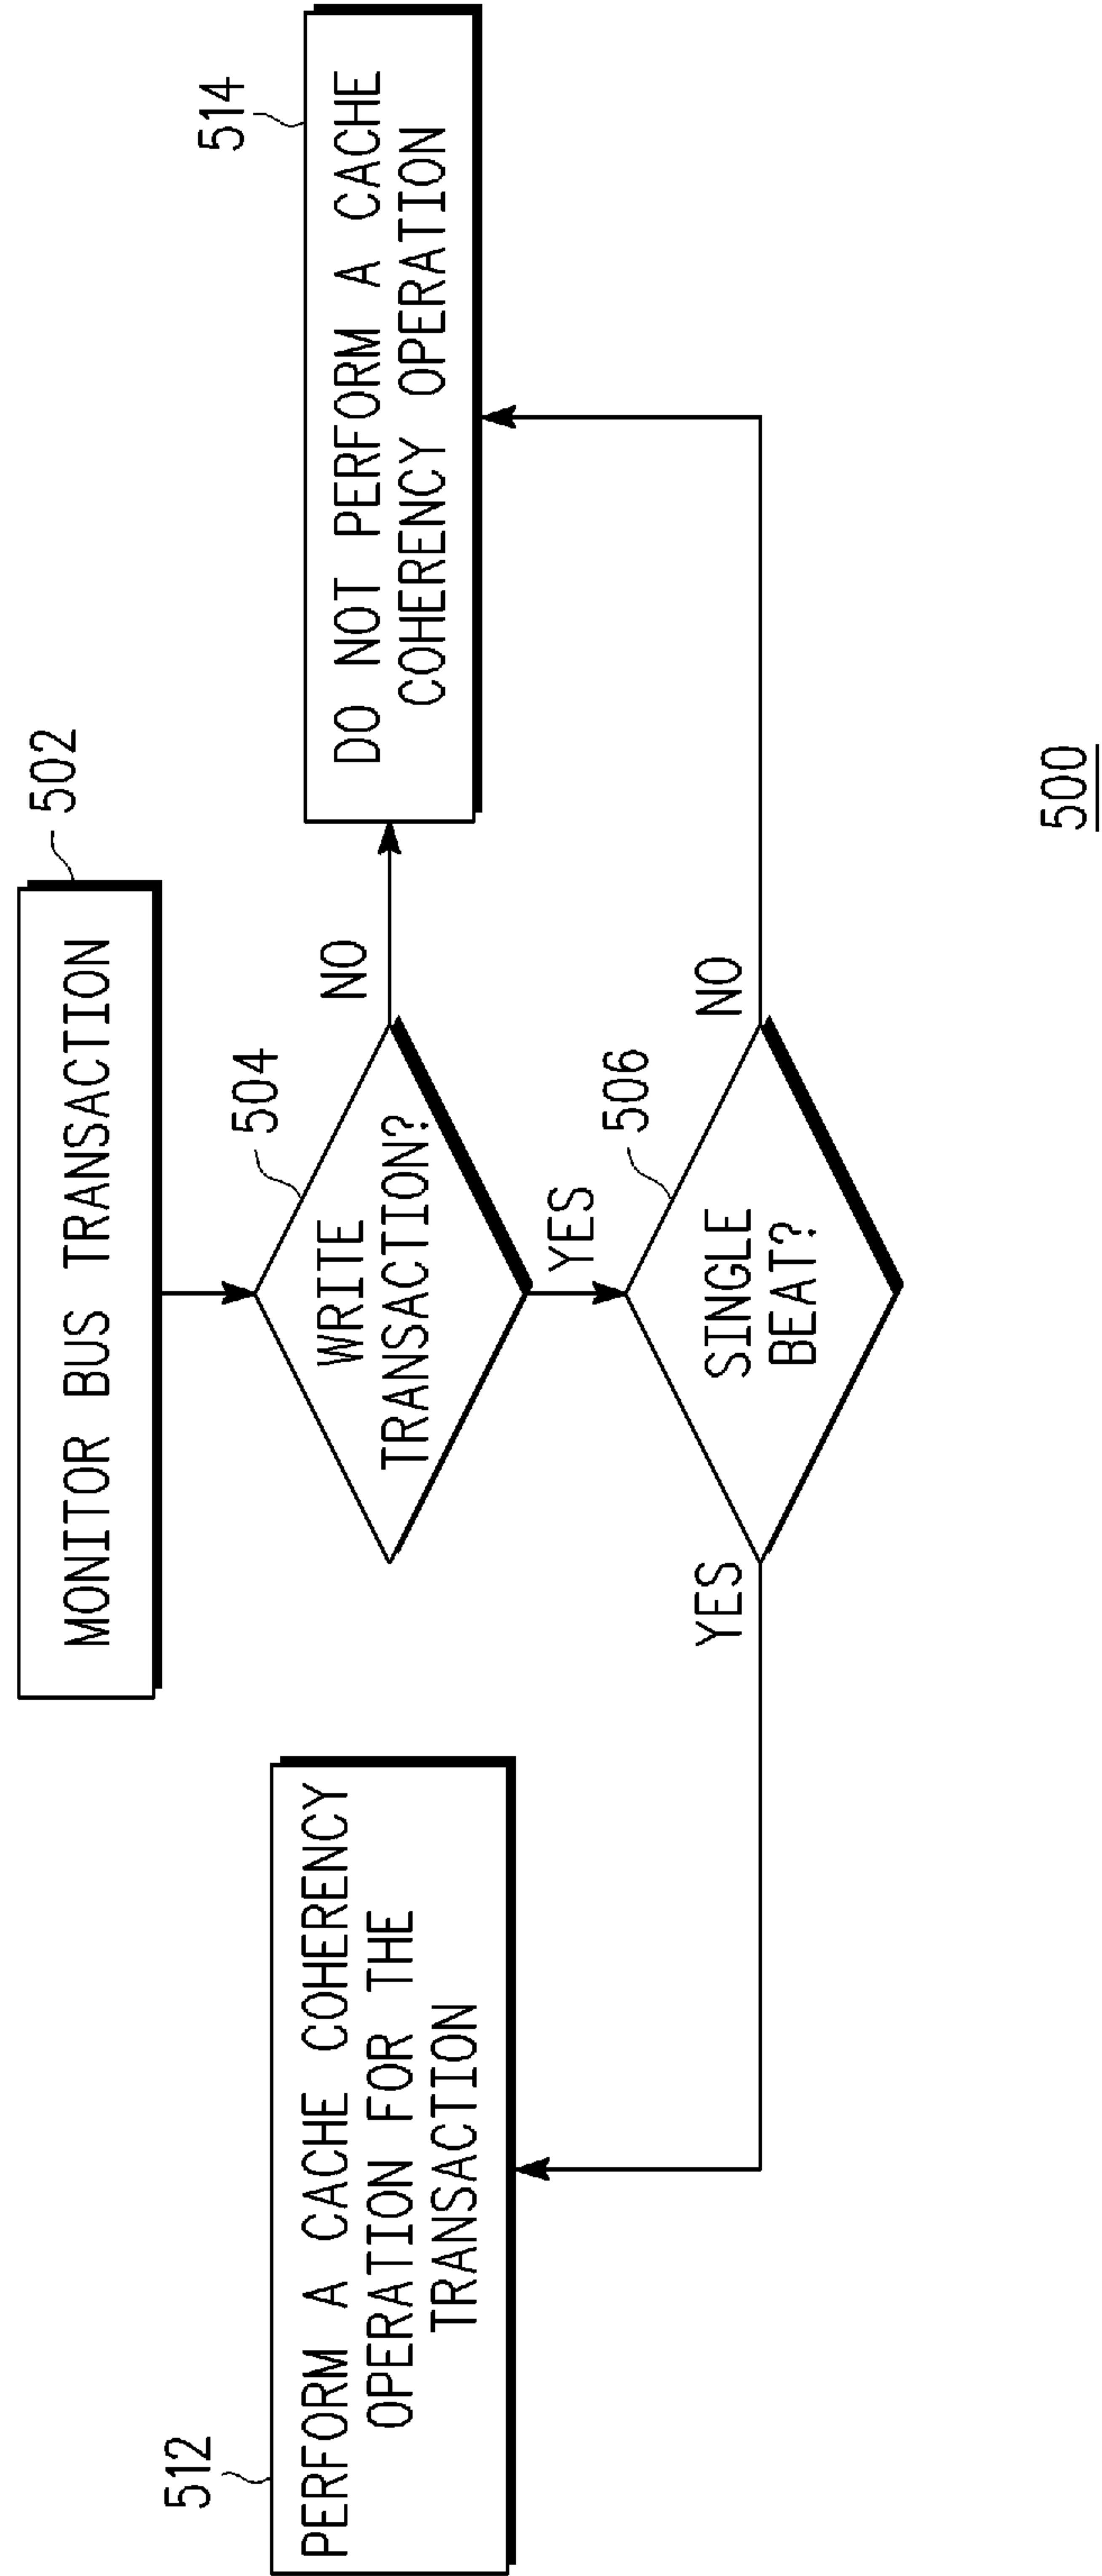 502
MONITOR BUS TRANSACTION
504
WRITE
TRANSACTION?
NO
YES
514
DO NOT PERFORM A CACHE
COHERENCY OPERATION
506
SINGLE
BEAT?
NO
YES
512
PERFORM A CACHE COHERENCY
OPERATION FOR THE
TRANSACTION
500